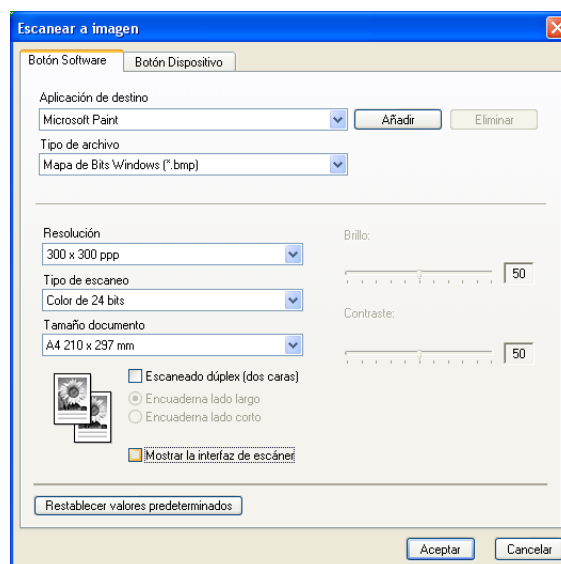 Escanear a imagen
Botón Software
Botón Dispositivo
Aplicación de destino
Microsoft Paint
Añadir
Eliminar
Tipo de archivo
Mapa de Bits Windows (*.bmp)
Resolución
300 x 300 ppp
Brillo:
50
Tipo de escaneo
Color de 24 bits
Contraste:
Tamaño documento
A4 210 x 297 mm
50
Escaneado dúplex (dos caras)
Encuaderna lado largo
Encuaderna lado corto
Mostrar la interfaz de escáner
Restablecer valores predeterminados
Aceptar
Cancelar